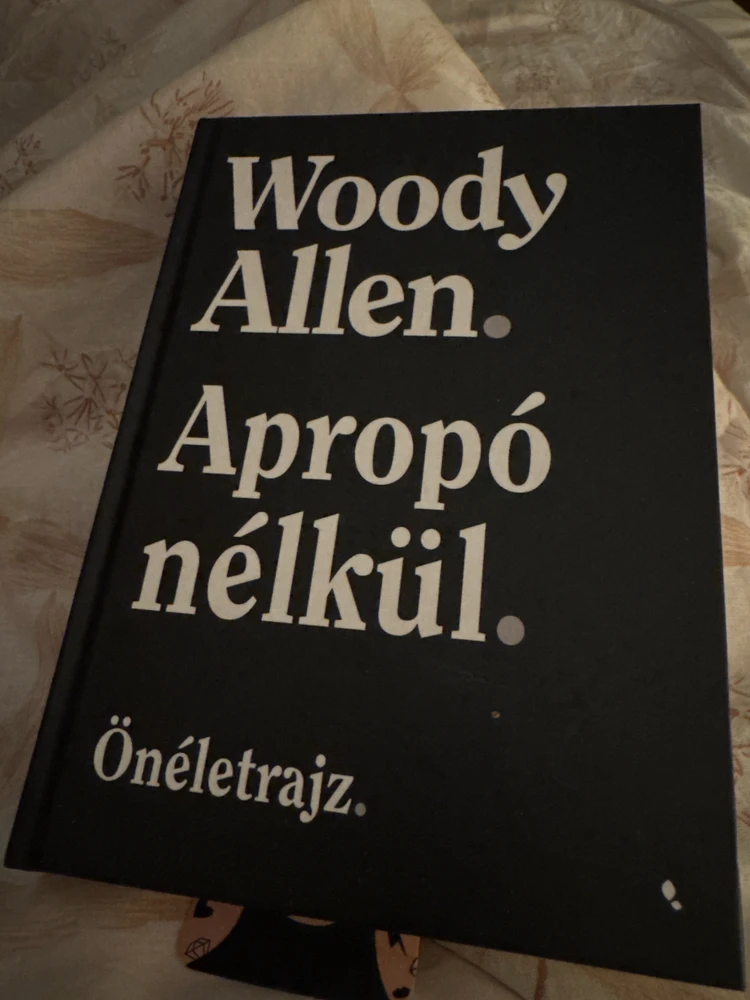 Woody
Allen.
Apropó
nélkül.
Önéletrajz.